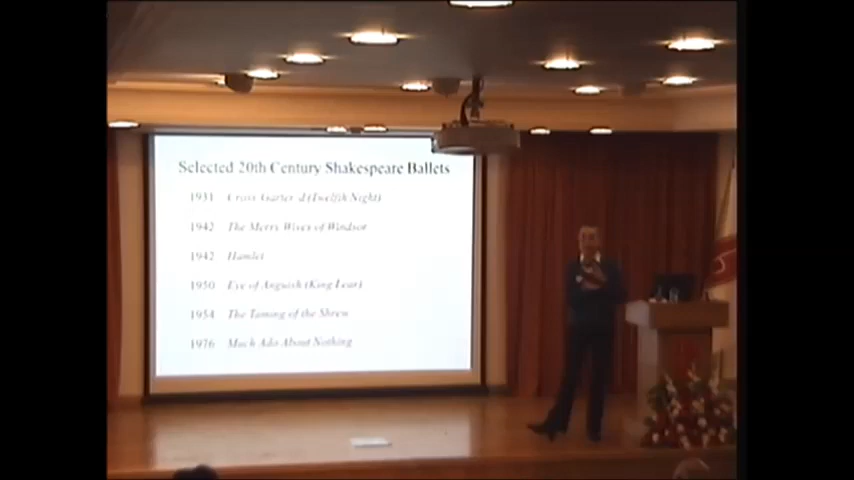 Selected 20th Century Shakespeare Ballets
1931 Cross-Garter'd (Twelfth Night)
1942 The Merry Wives of Windsor
1942 Hamlet
1950 Eve of Anguish (King Lear)
1954 The Taming of the Shrew
1976 Much Ado About Nothing